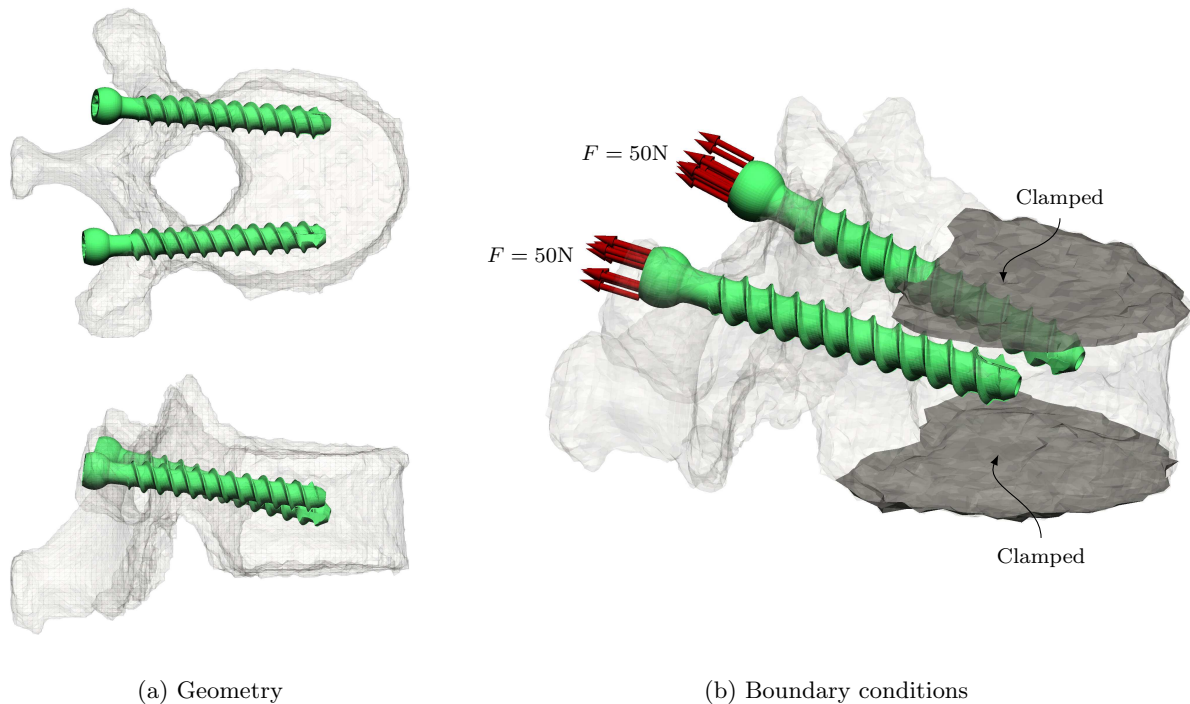 F = 50N
Clamped
F = 50N
Clamped
(a) Geometry
(b) Boundary conditions